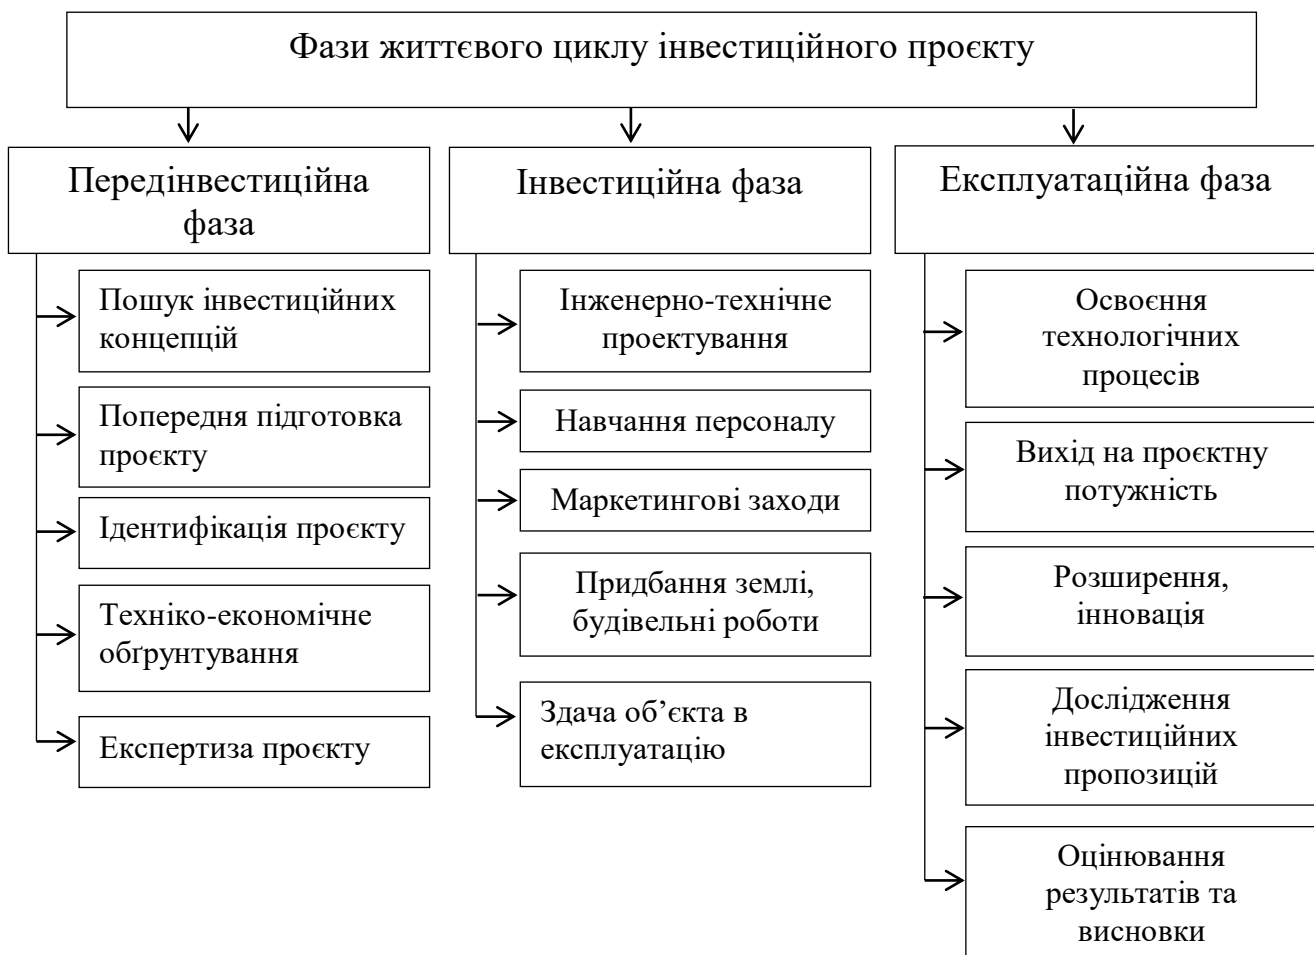 Фази життєвого циклу інвестиційного проєкту
Передінвестиційна
фаза
Пошук інвестиційних
концепцій
Попередня підготовка
проєкту
Ідентифікація проєкту
Техніко-економічне
обґрунтування
Експертиза проєкту
Інвестиційна фаза
Інженерно-технічне
проектування
Навчання персоналу
Маркетингові заходи
Придбання землі,
будівельні роботи
Здача об’єкта в
експлуатацію
Експлуатаційна фаза
Освоєння
технологічних
процесів
Вихід на проєктну
потужність
Розширення,
інновація
Дослідження
інвестиційних
пропозицій
Оцінювання
результатів та
висновки